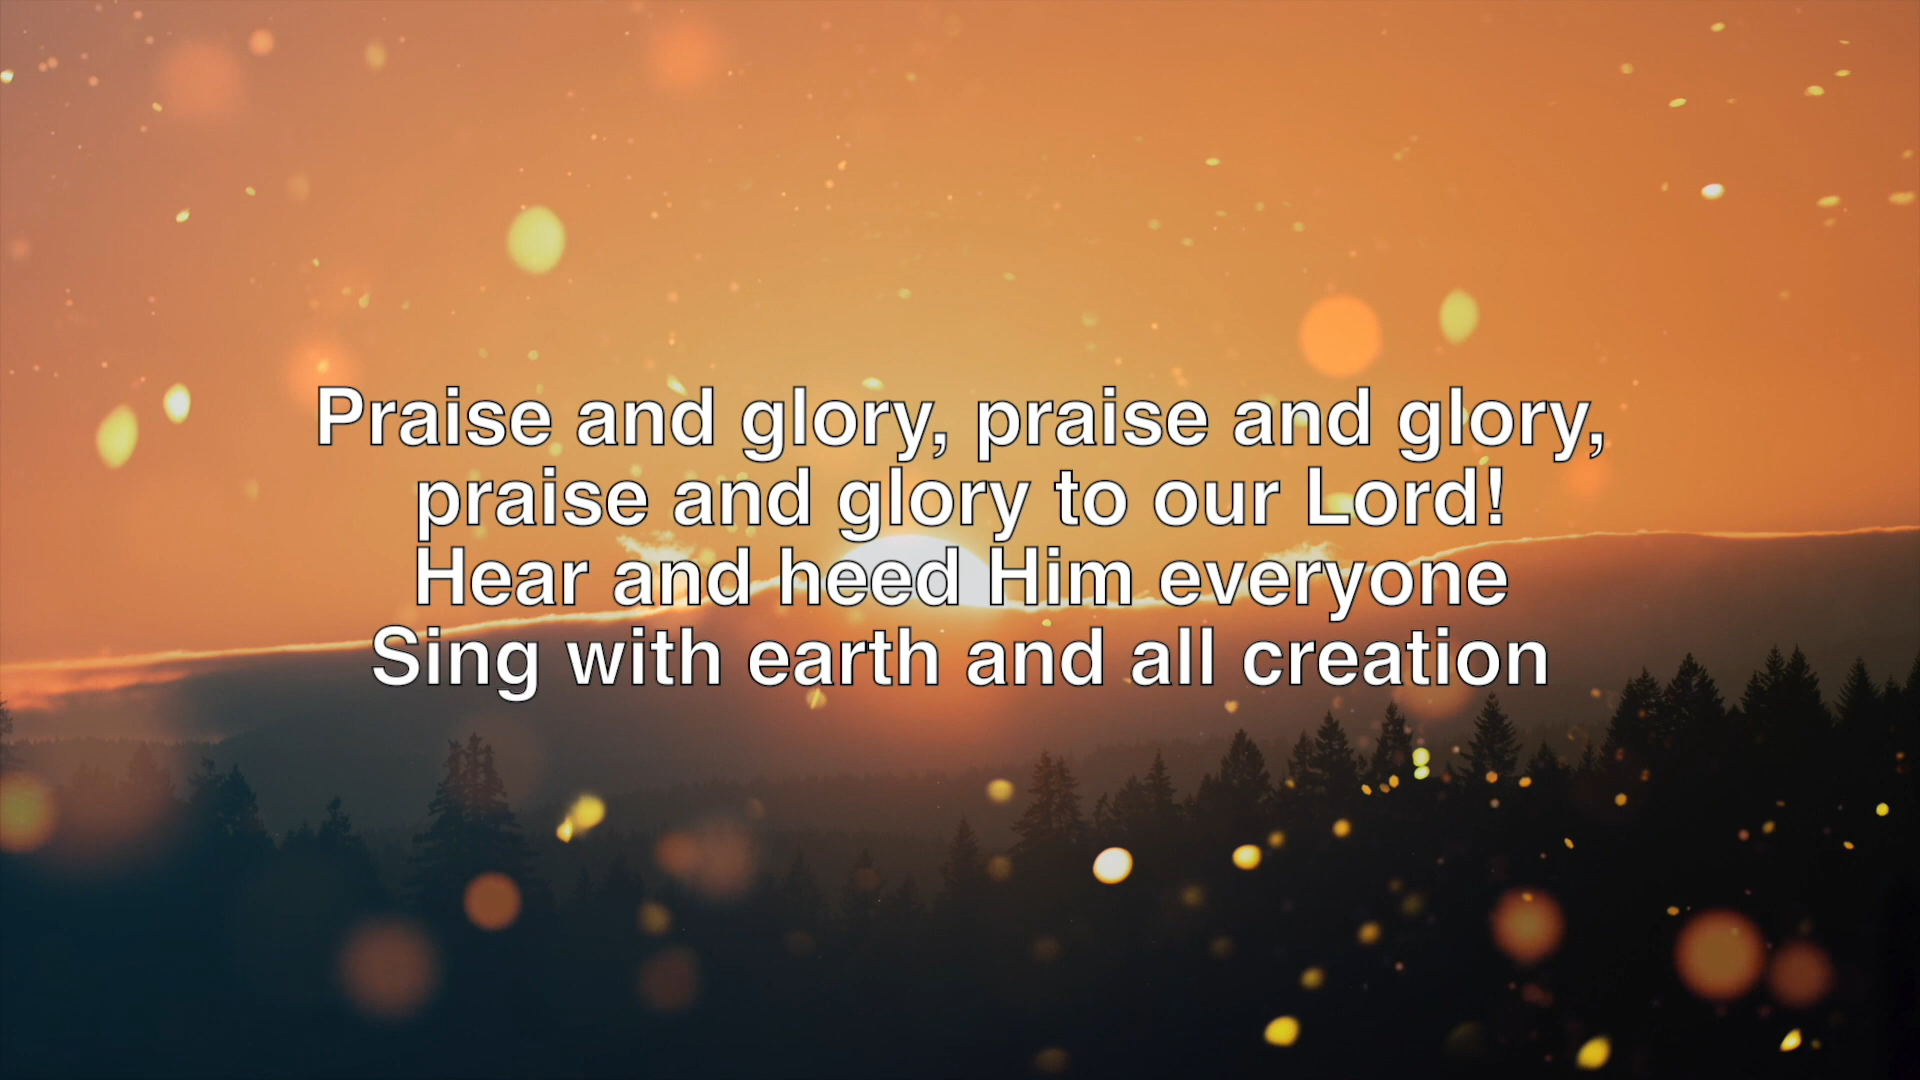 Praise and glory, praise and glory,
praise and glory to our Lord!
Hear and heed Him everyone
Sing with earth and all creation